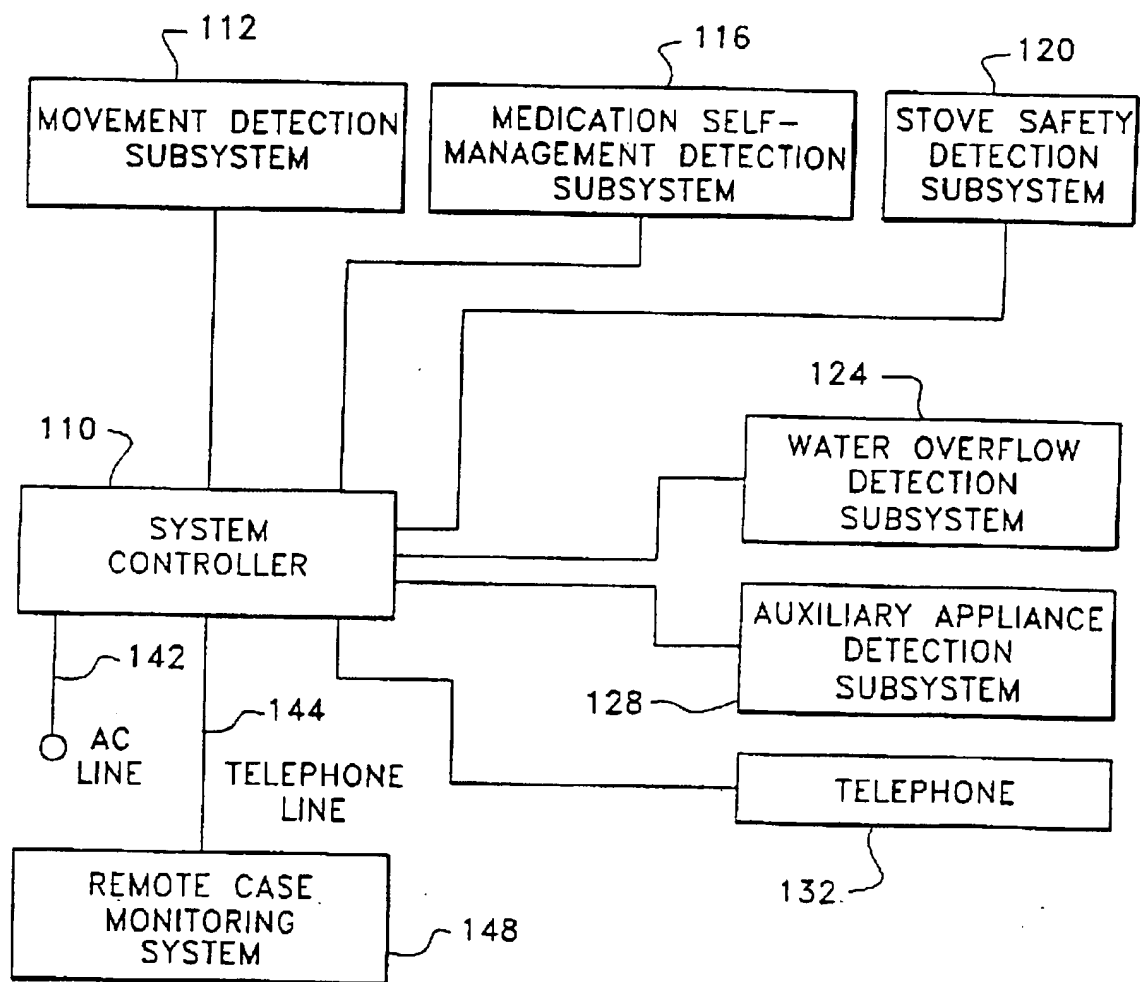 112
116
120
MOVEMENT DETECTION
SUBSYSTEM
MEDICATION SELF-
MANAGEMENT DETECTION
SUBSYSTEM
STOVE SAFETY
DETECTION
SUBSYSTEM
124
110
WATER OVERFLOW
DETECTION
SUBSYSTEM
SYSTEM
CONTROLLER
AUXILIARY APPLIANCE
DETECTION
SUBSYSTEM
142
128
144
AC
LINE
TELEPHONE
LINE
TELEPHONE
132
REMOTE CASE
MONITORING
SYSTEM
148